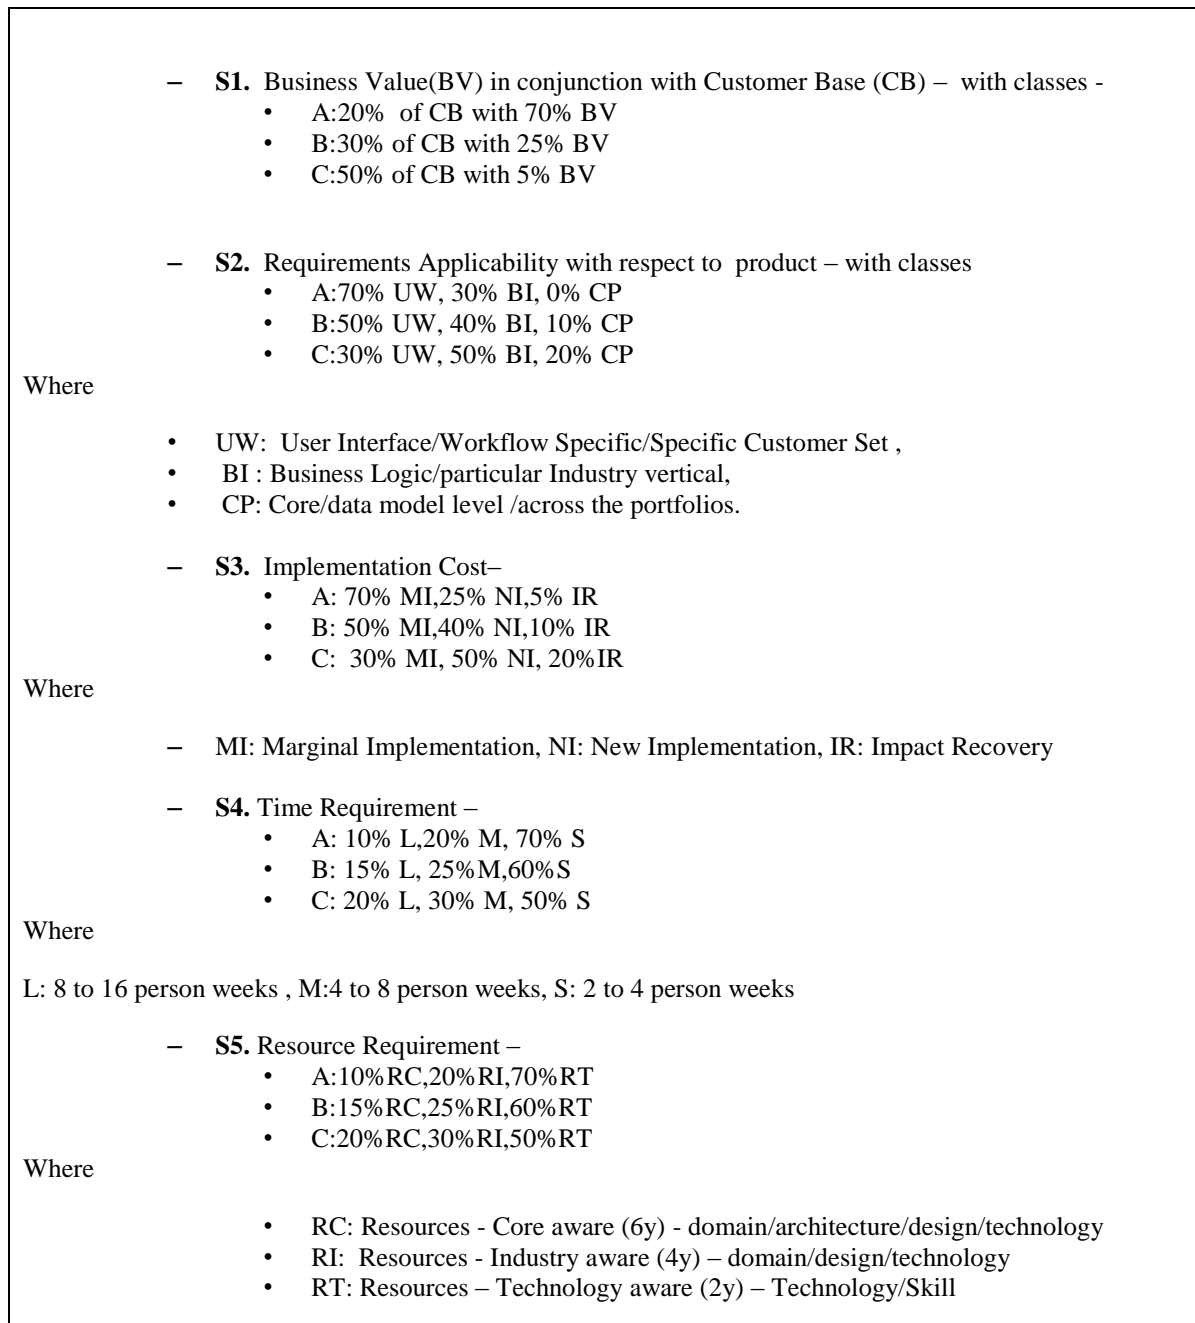 – S1. Business Value(BV) in conjunction with Customer Base (CB) – with classes -
• A:20% of CB with 70% BV
• B:30% of CB with 25% BV
• C:50% of CB with 5% BV
– S2. Requirements Applicability with respect to product – with classes
• A:70% UW, 30% BI, 0% CP
• B:50% UW, 40% BI, 10% CP
• C:30% UW, 50% BI, 20% CP
Where
• UW: User Interface/Workflow Specific/Specific Customer Set ,
• BI : Business Logic/particular Industry vertical,
• CP: Core/data model level /across the portfolios.
– S3. Implementation Cost–
• A: 70% MI,25% NI,5% IR
• B: 50% MI,40% NI,10% IR
• C: 30% MI, 50% NI, 20%IR
Where
– MI: Marginal Implementation, NI: New Implementation, IR: Impact Recovery
– S4. Time Requirement –
• A: 10% L,20% M, 70% S
• B: 15% L, 25%M,60%S
• C: 20% L, 30% M, 50% S
Where
L: 8 to 16 person weeks , M:4 to 8 person weeks, S: 2 to 4 person weeks
– S5. Resource Requirement –
• A:10%RC,20%RI,70%RT
• B:15%RC,25%RI,60%RT
• C:20%RC,30%RI,50%RT
Where
• RC: Resources - Core aware (6y) - domain/architecture/design/technology
• RI: Resources - Industry aware (4y) – domain/design/technology
• RT: Resources – Technology aware (2y) – Technology/Skill